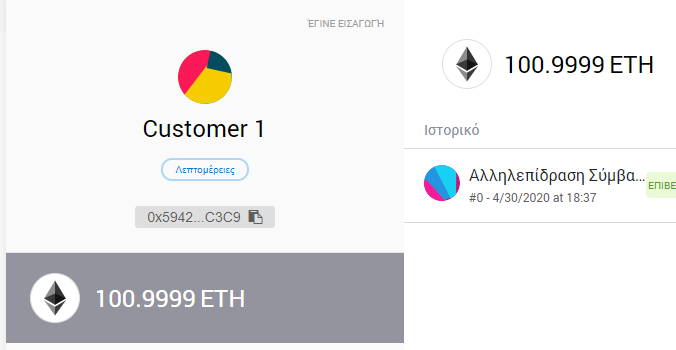 ΈΓΙΝΕ ΕΙΣΑΓΩΓΉ
Customer 1
Λεπτομέρειες
0x5942...C3C9
100.9999 ETH
100.9999 ETH
Ιστορικό
Αλληλεπίδραση Σύμβα...
#0 - 4/30/2020 at 18:37
ΕΠΙΒΕ